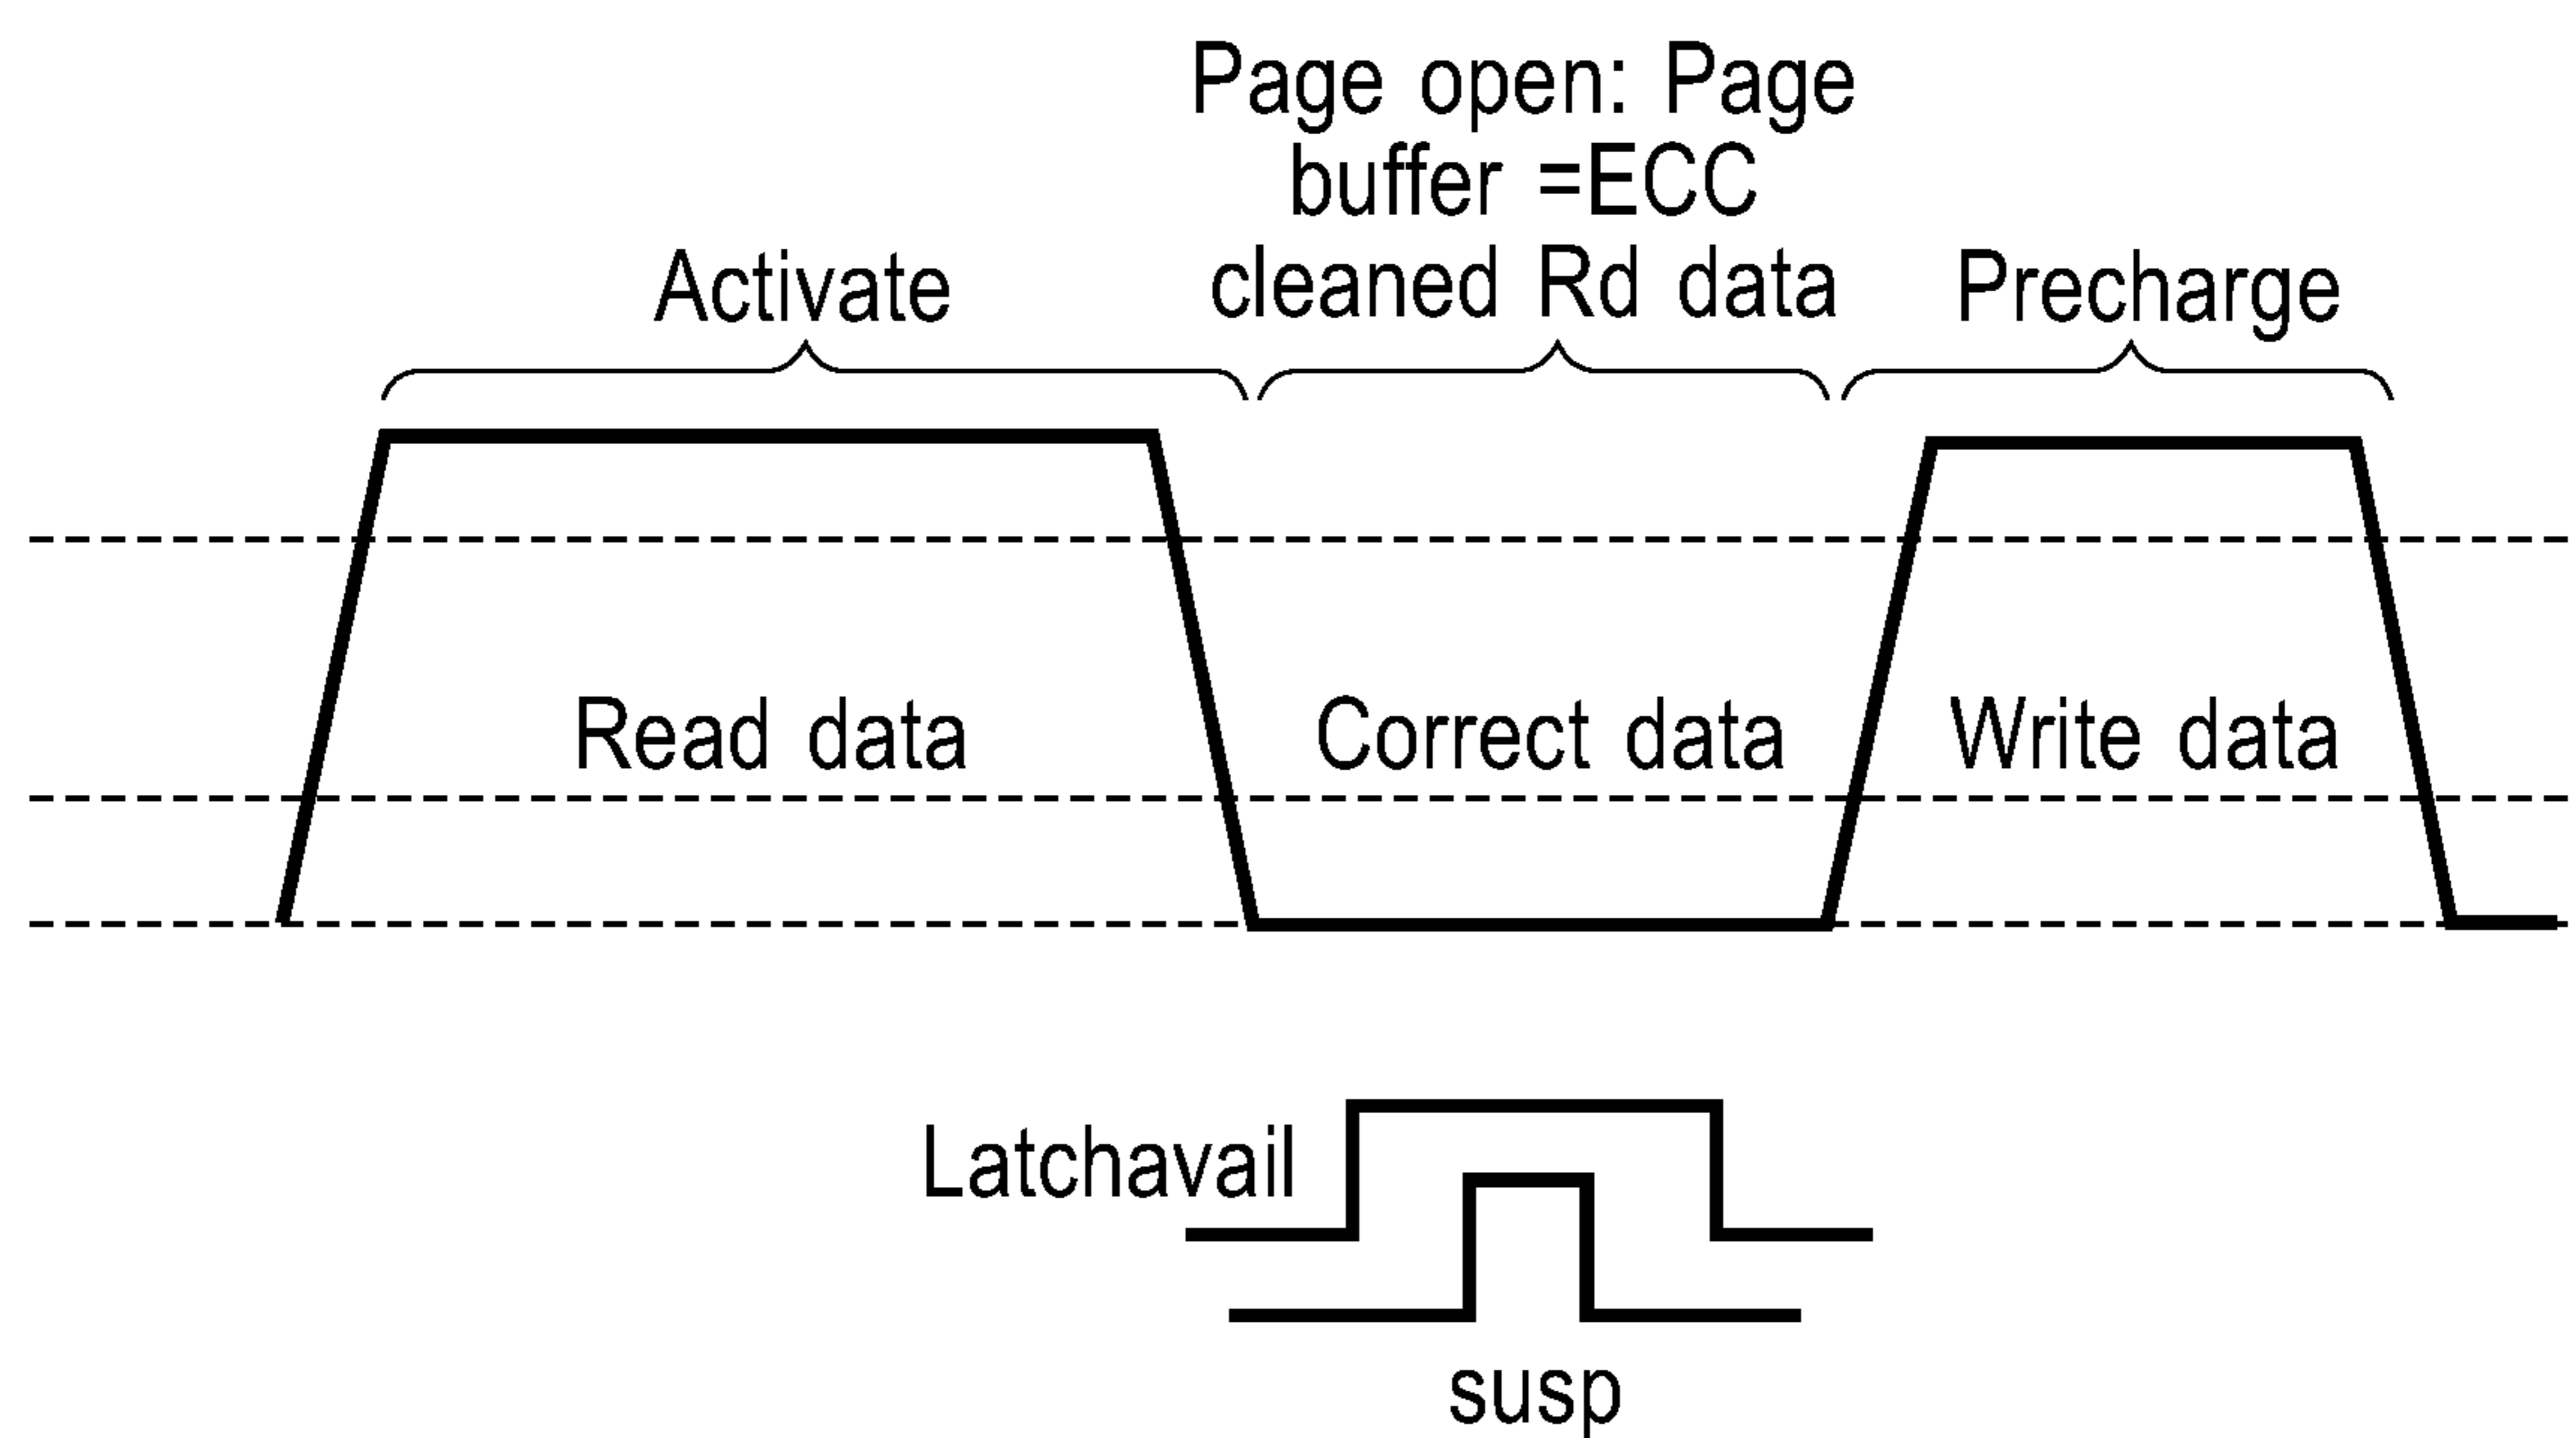 Page open: Page
buffer =ECC
cleaned Rd data
Activate
Precharge
Read data
Correct data
Write data
Latchavail
susp